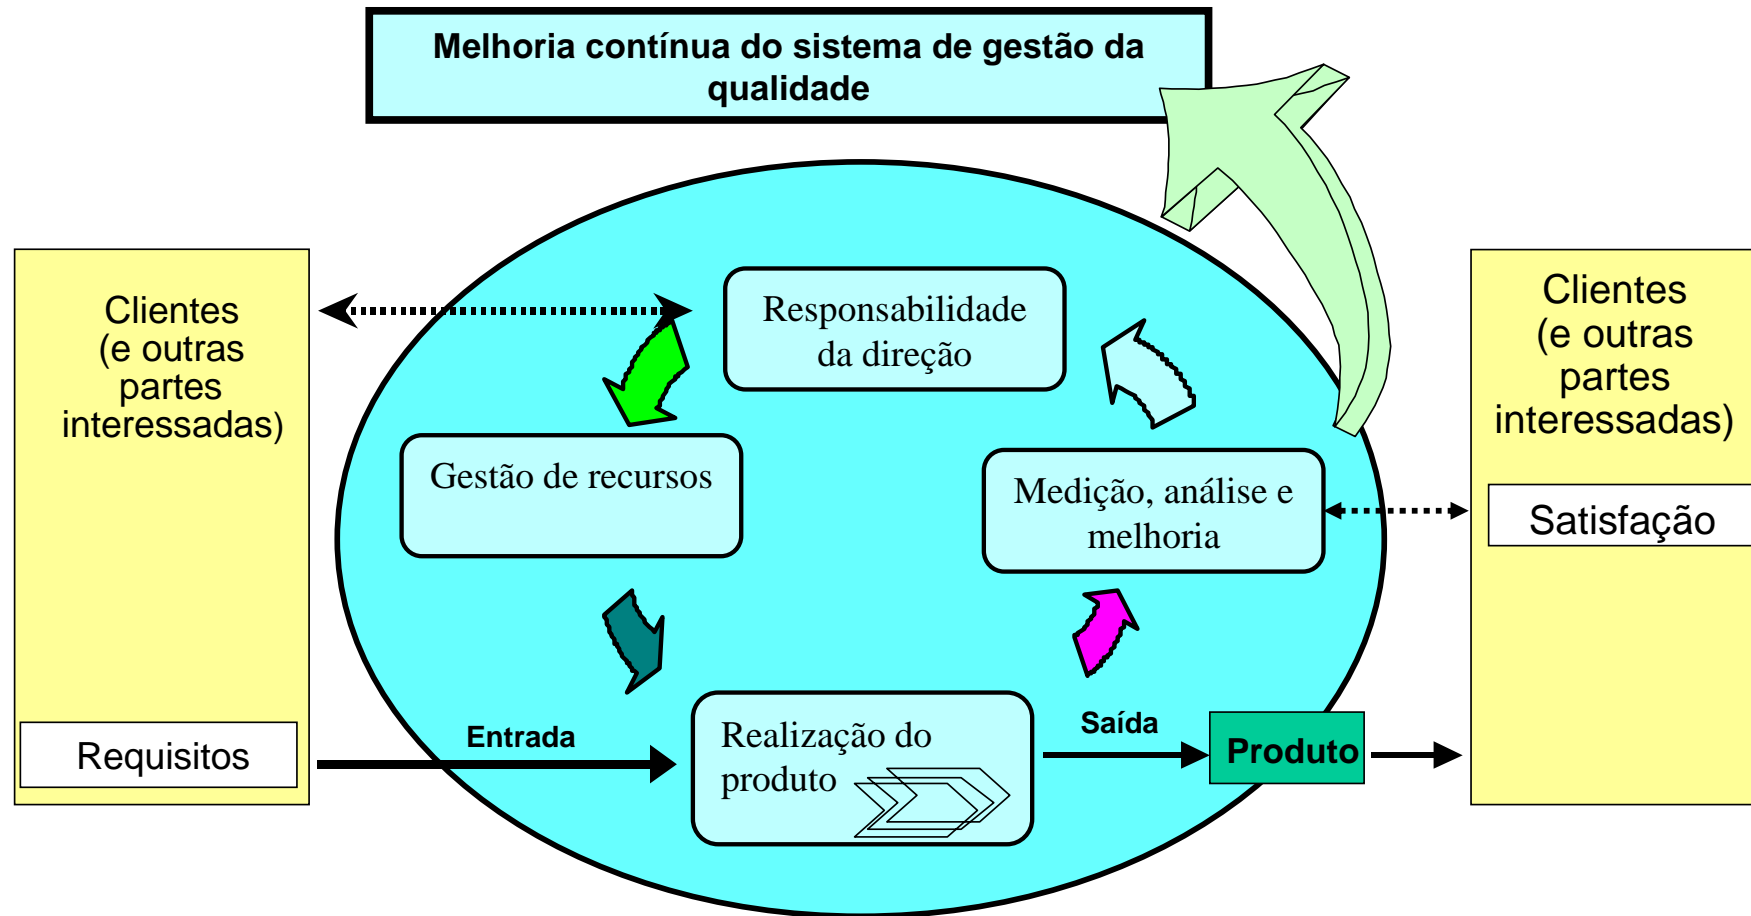 Melhoria contínua do sistema de gestão da
qualidade
Clientes
(e outras
partes
interessadas)
Requisitos
Responsabilidade
da direção
Gestão de recursos
Medição, análise e
melhoria
Entrada
Realização do
produto
Saída
Produto
Clientes
(e outras
partes
interessadas)
Satisfação